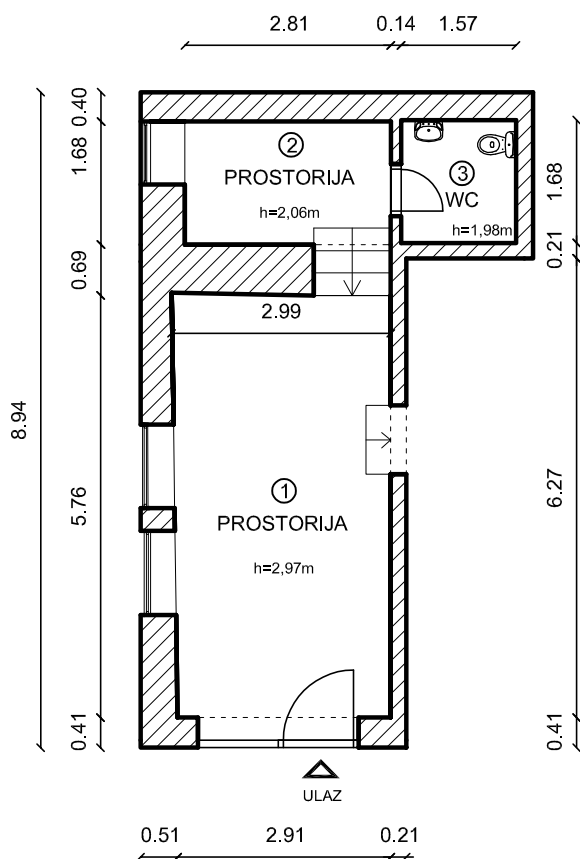 2.81 0.14 1.57
0.40
1.68
0.69
5.76
0.41
8.94
2
PROSTORIJA
h=2,06m
3
WC
h=1,98m
1.68
0.21
6.27
0.41
2.99
1
PROSTORIJA
h=2,97m
ULAZ
0.51 2.91 0.21